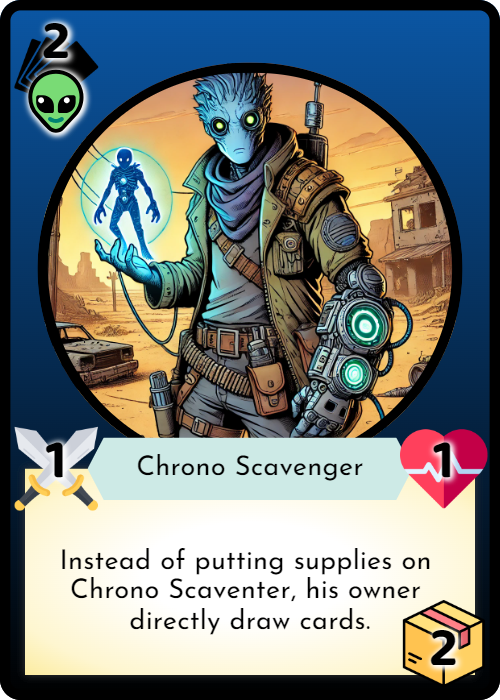 2
1
Chrono Scavenger
1
Instead of putting supplies on
Chrono Scaventer, his owner
directly draw cards.
2